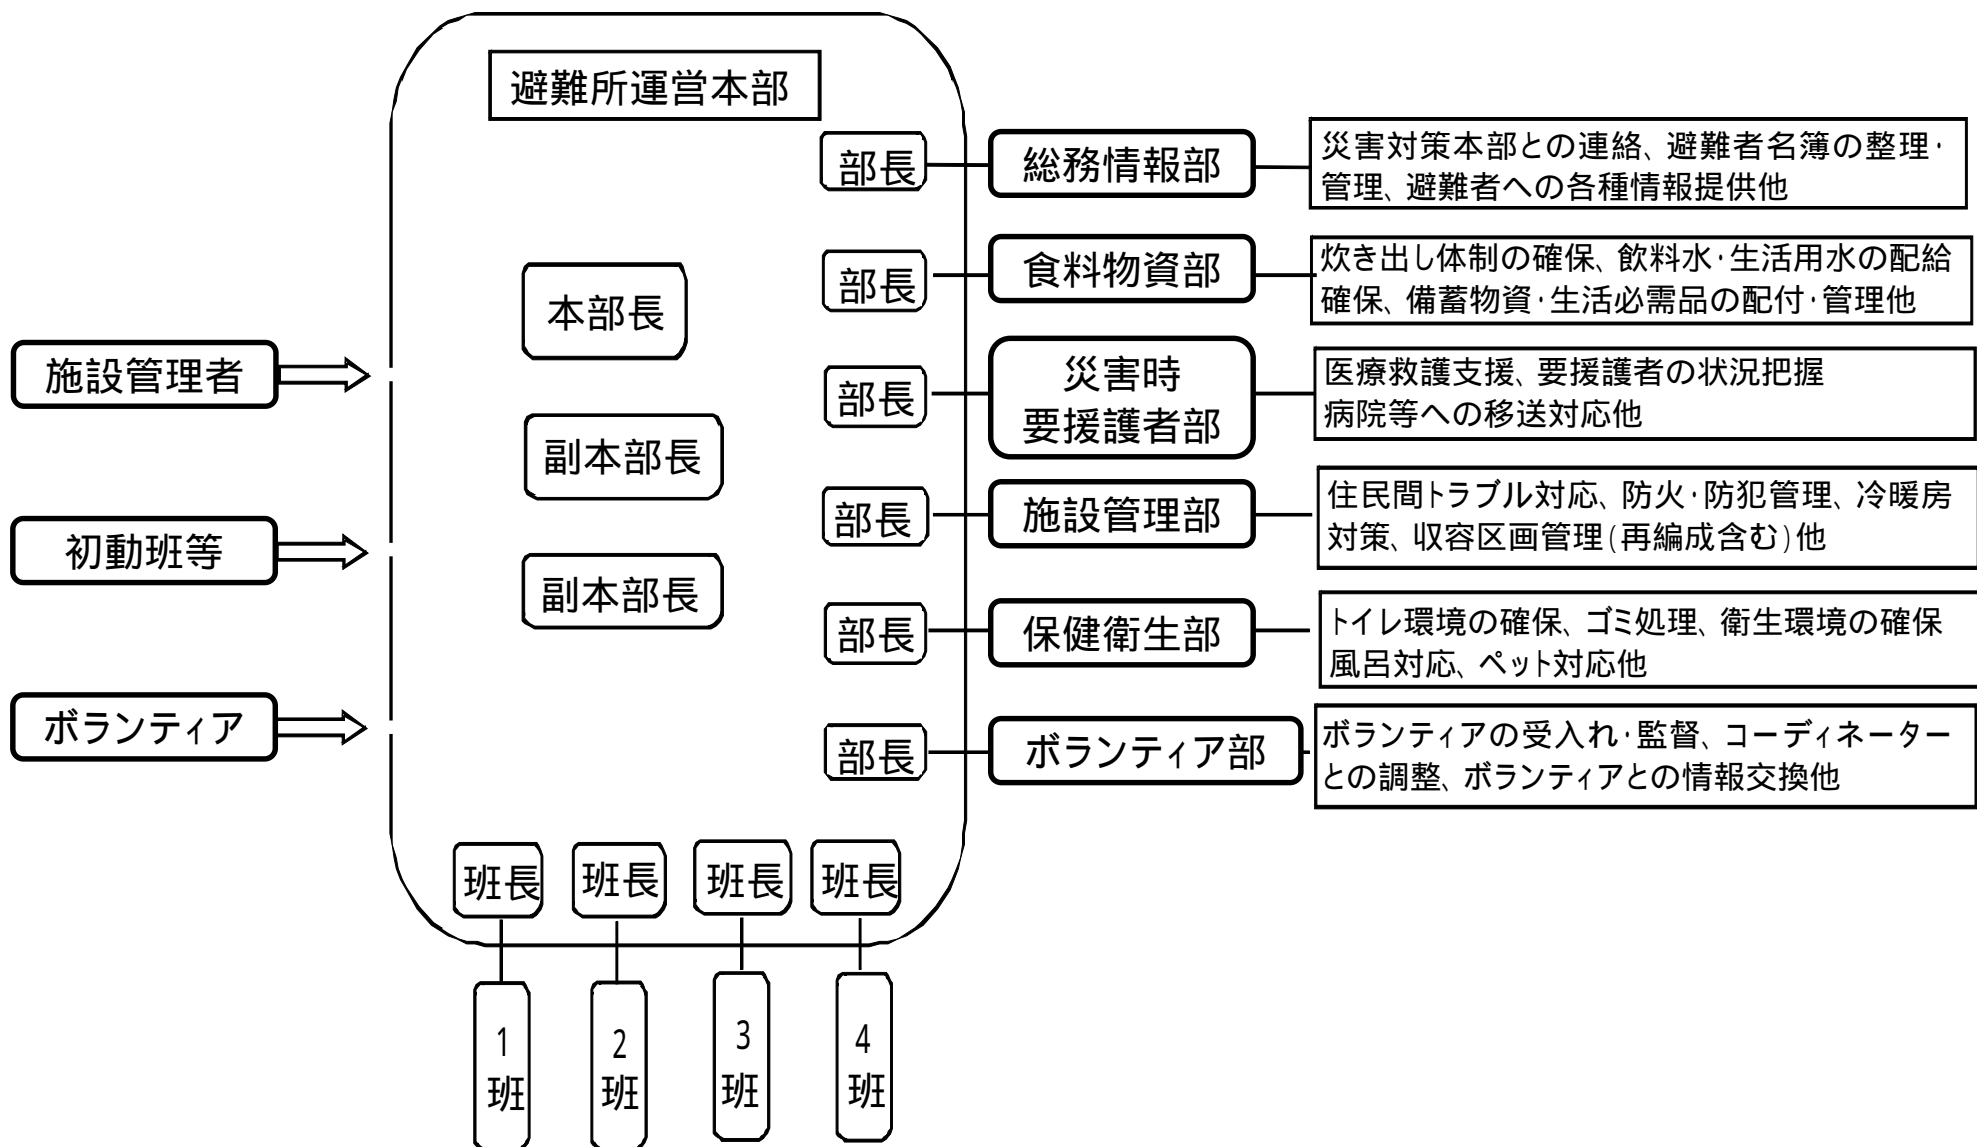 避難所運営本部
施設管理者
初動班等
ボランティア
本部長
副本部長
副本部長
部長
総務情報部
災害対策本部との連絡、避難者名簿の整理・
管理、避難者への各種情報提供他
部長
食料物資部
炊き出し体制の確保、飲料水・生活用水の配給
確保、備蓄物資・生活必需品の配付・管理他
部長
災害時
要援護者部
医療救護支援、要援護者の状況把握
病院等への移送対応他
部長
施設管理部
住民間トラブル対応、防火・防犯管理、冷暖房
対策、収容区画管理(再編成含む)他
部長
保健衛生部
トイレ環境の確保、ゴミ処理、衛生環境の確保
風呂対応、ペット対応他
部長
ボランティア部
ボランティアの受入れ・監督、コーディネーター
との調整、ボランティアとの情報交換他
班長
班長
班長
班長
1班
2班
3班
4班